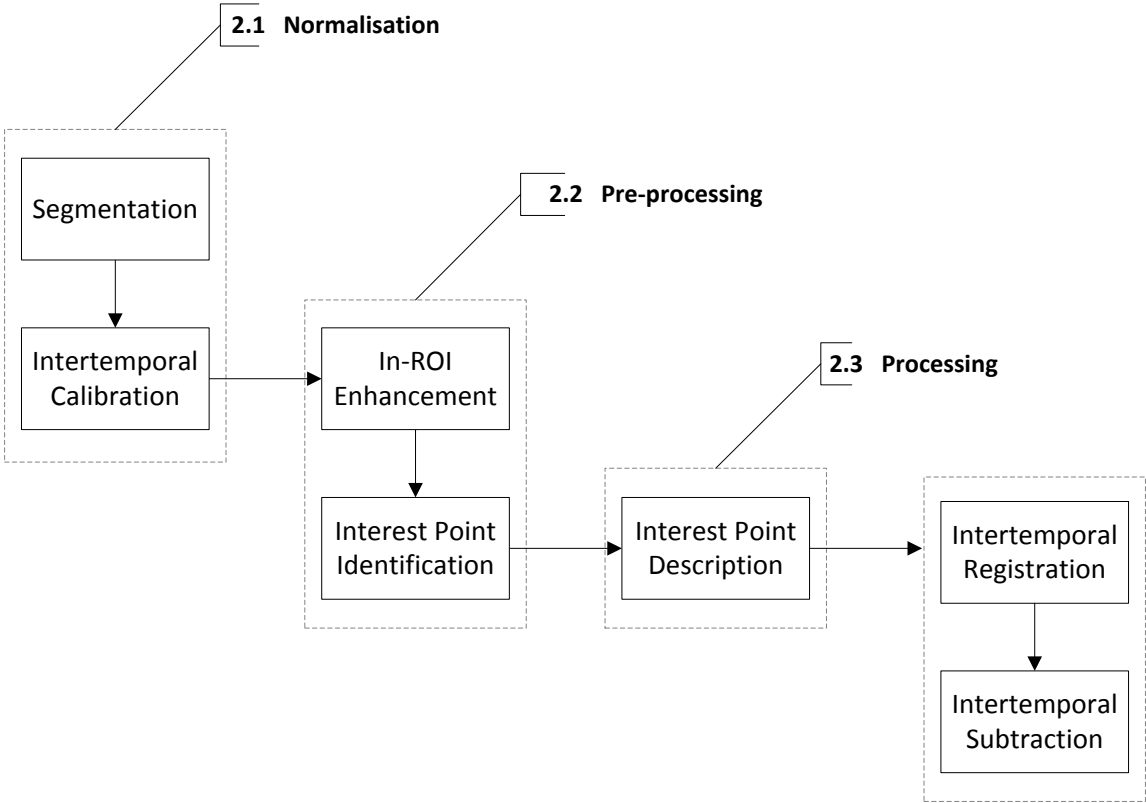 2.1 Normalisation
Segmentation
Intertemporal
Calibration
2.2 Pre-processing
In-ROI
Enhancement
Interest Point
Identification
2.3 Processing
Interest Point
Description
Intertemporal
Registration
Intertemporal
Subtraction